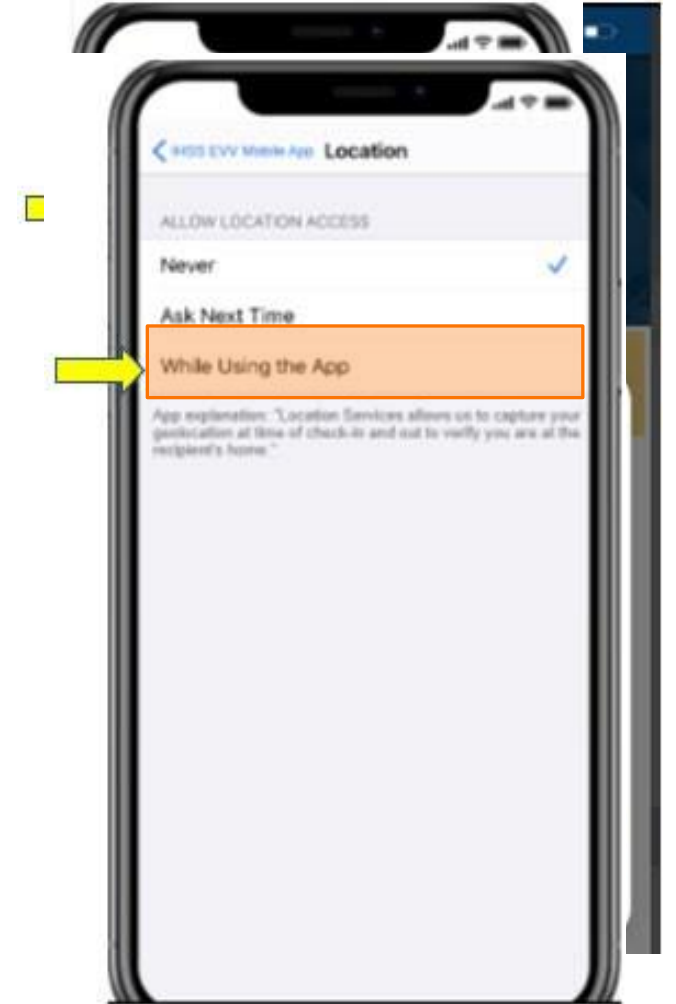 IHSS EVV Mobile App Location
ALLOW LOCATION ACCESS
Never
Ask Next Time
While Using the App
App explanation: "Location Services allows us to capture your
geolocation at time of check-in and out to verify you are at the
recipient's home."